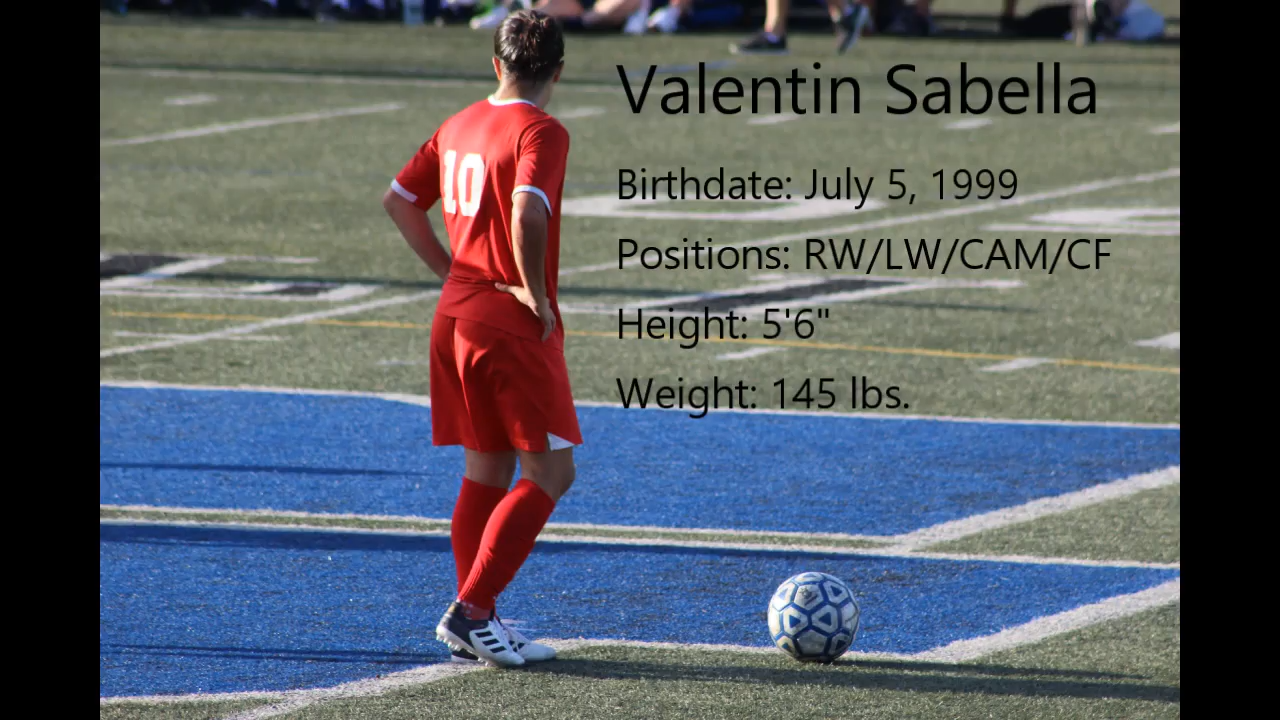 Valentin Sabella
Birthdate: July 5, 1999
Positions: RW/LW/CAM/CF
Height: 5'6"
Weight: 145 lbs.
10